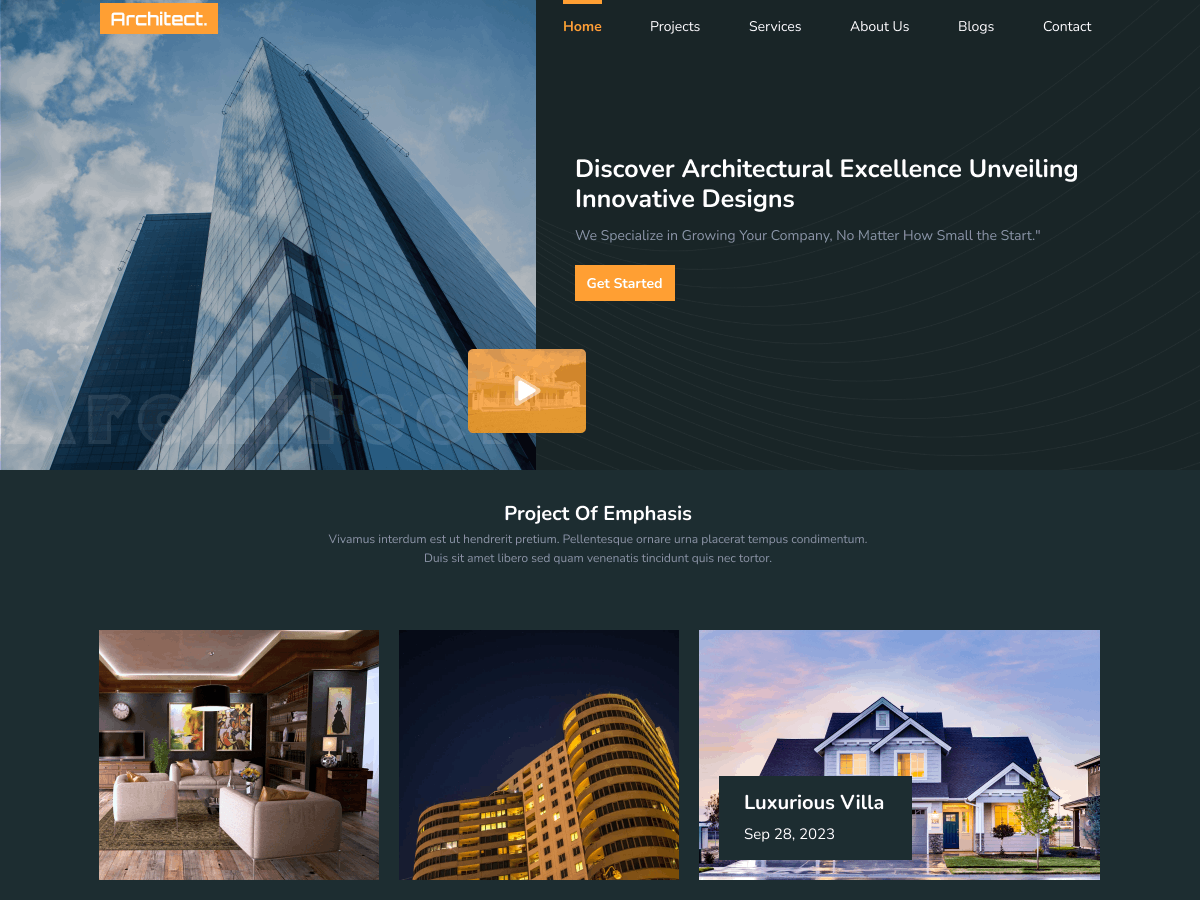 Architect.
Home
Projects
Services
About Us
Blogs
Contact
Discover Architectural Excellence Unveiling
Innovative Designs
We Specialize in Growing Your Company, No Matter How Small the Start."
Get Started
Architect
Project Of Emphasis
Vivamus interdum est ut hendrerit pretium. Pellentesque ornare urna placerat tempus condimentum.
Duis sit amet libero sed quam venenatis tincidunt quis nec tortor.
Luxurious Villa
Sep 28, 2023